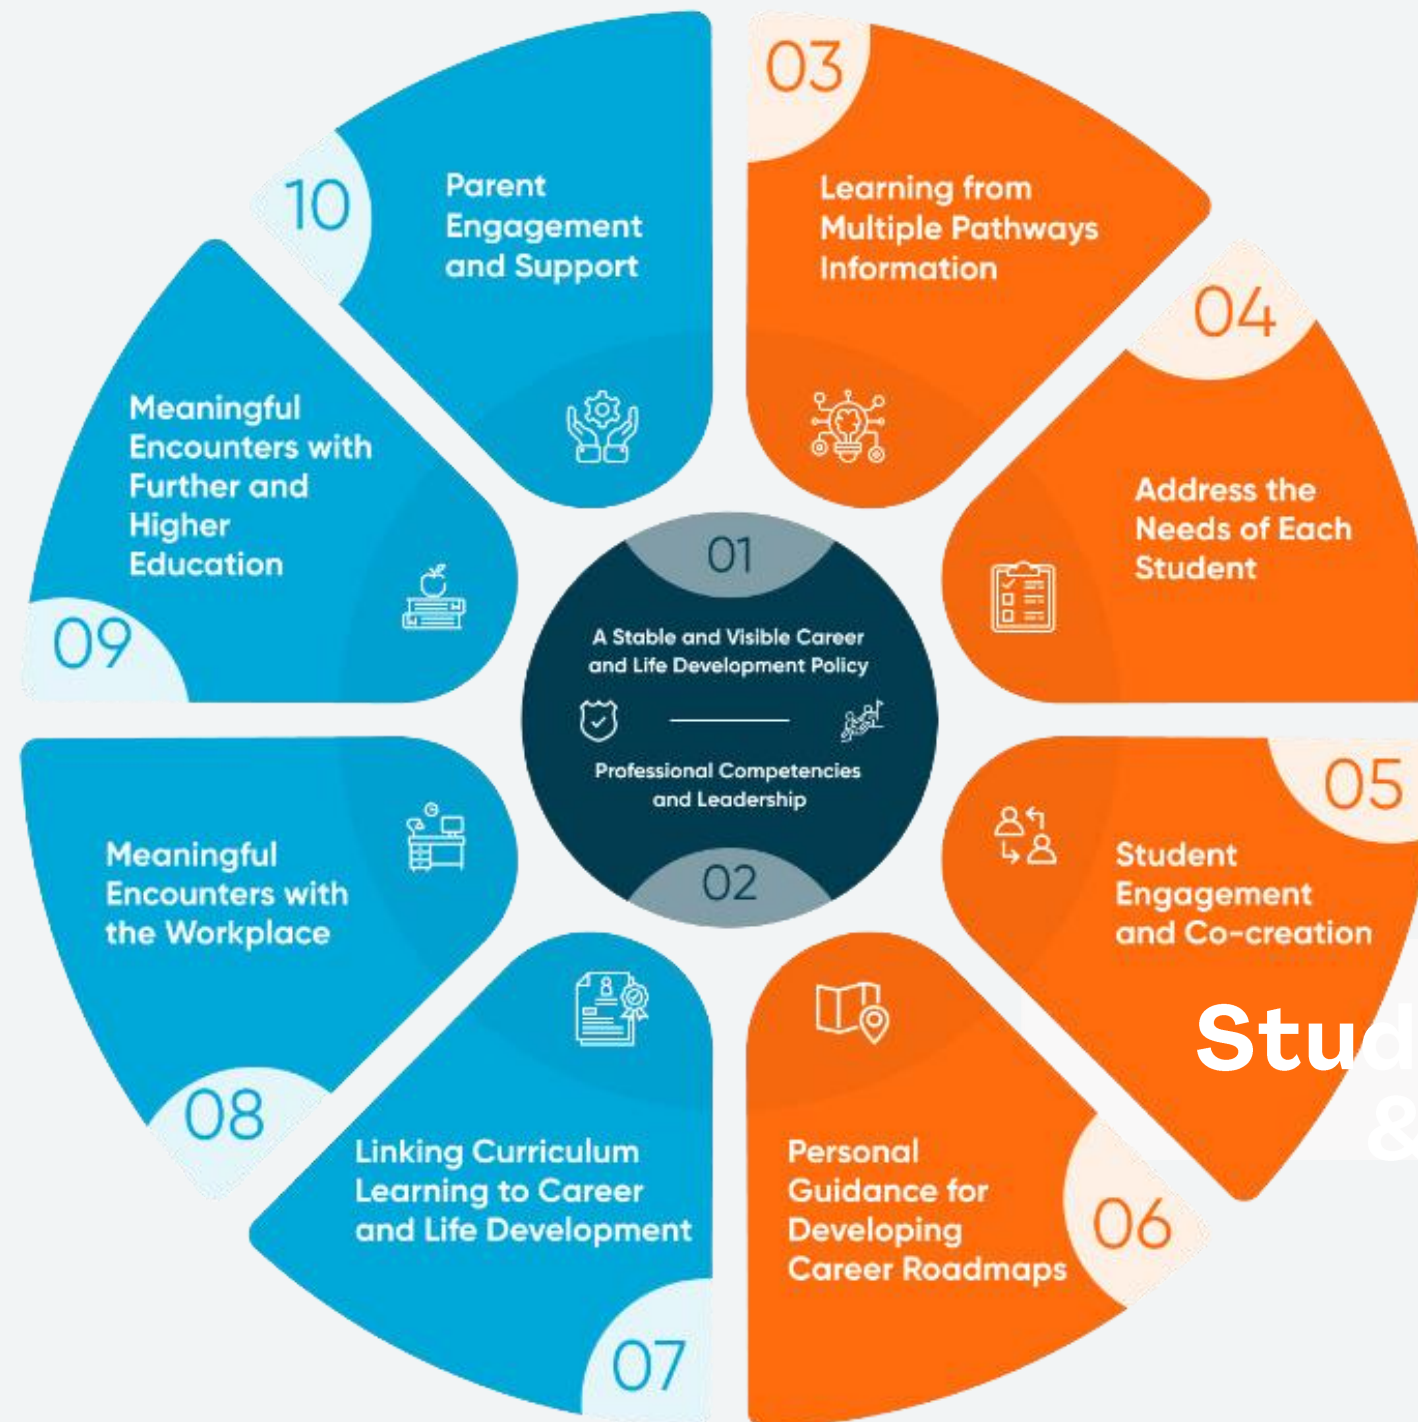 01
A Stable and Visible Career
and Life Development Policy
Professional Competencies
and Leadership
02
03
Learning from
Multiple Pathways
Information
04
Address the
Needs of Each
Student
05
Student
Engagement
and Co-creation
06
Personal
Guidance for
Developing
Career Roadmaps
07
Linking Curriculum
Learning to Career
and Life Development
08
Meaningful
Encounters with
the Workplace
09
Meaningful
Encounters with
Further and
Higher
Education
10
Parent
Engagement
and Support
&